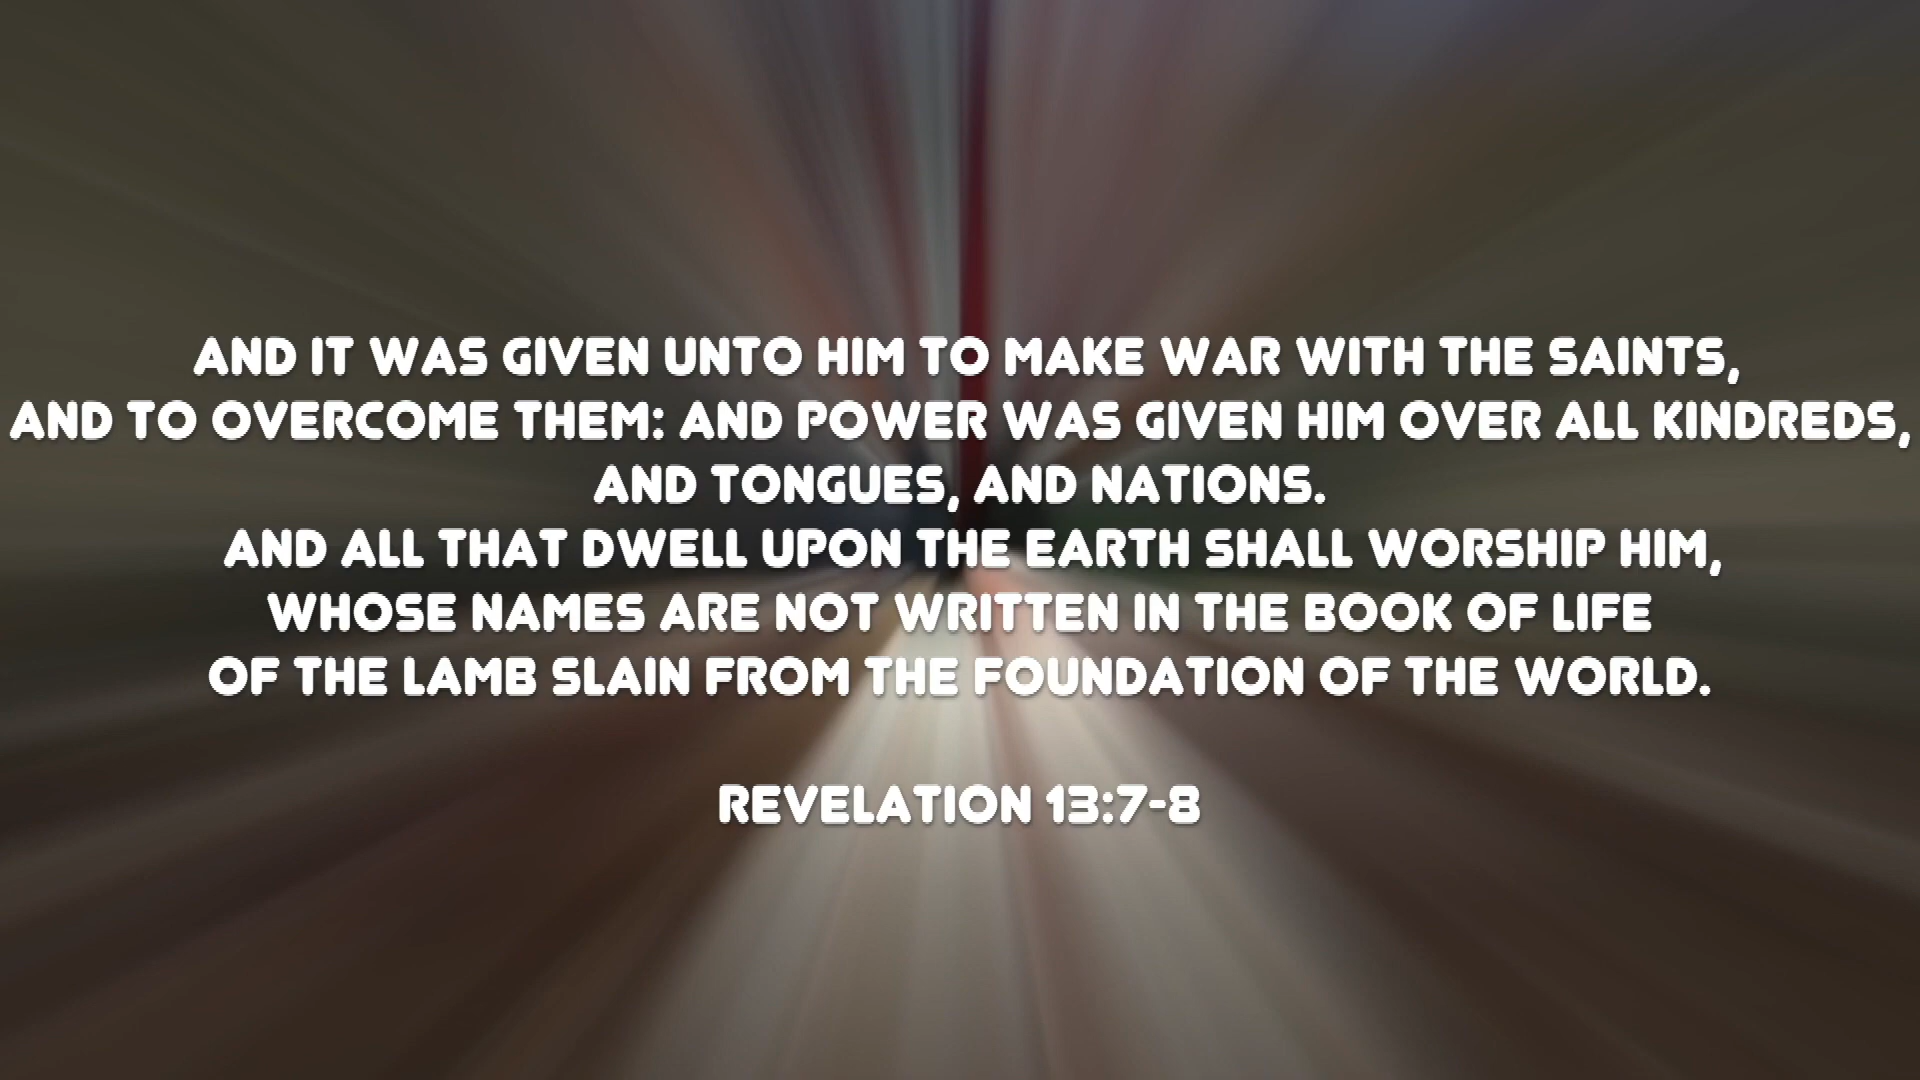 AND IT WAS GIVEN UNTO HIM TO MAKE WAR WITH THE SAINTS,
AND TO OVERCOME THEM: AND POWER WAS GIVEN HIM OVER ALL KINDREDS,
AND TONGUES, AND NATIONS.
AND ALL THAT DWELL UPON THE EARTH SHALL WORSHIP HIM,
WHOSE NAMES ARE NOT WRITTEN IN THE BOOK OF LIFE
OF THE LAMB SLAIN FROM THE FOUNDATION OF THE WORLD.
REVELATION 13:7-8